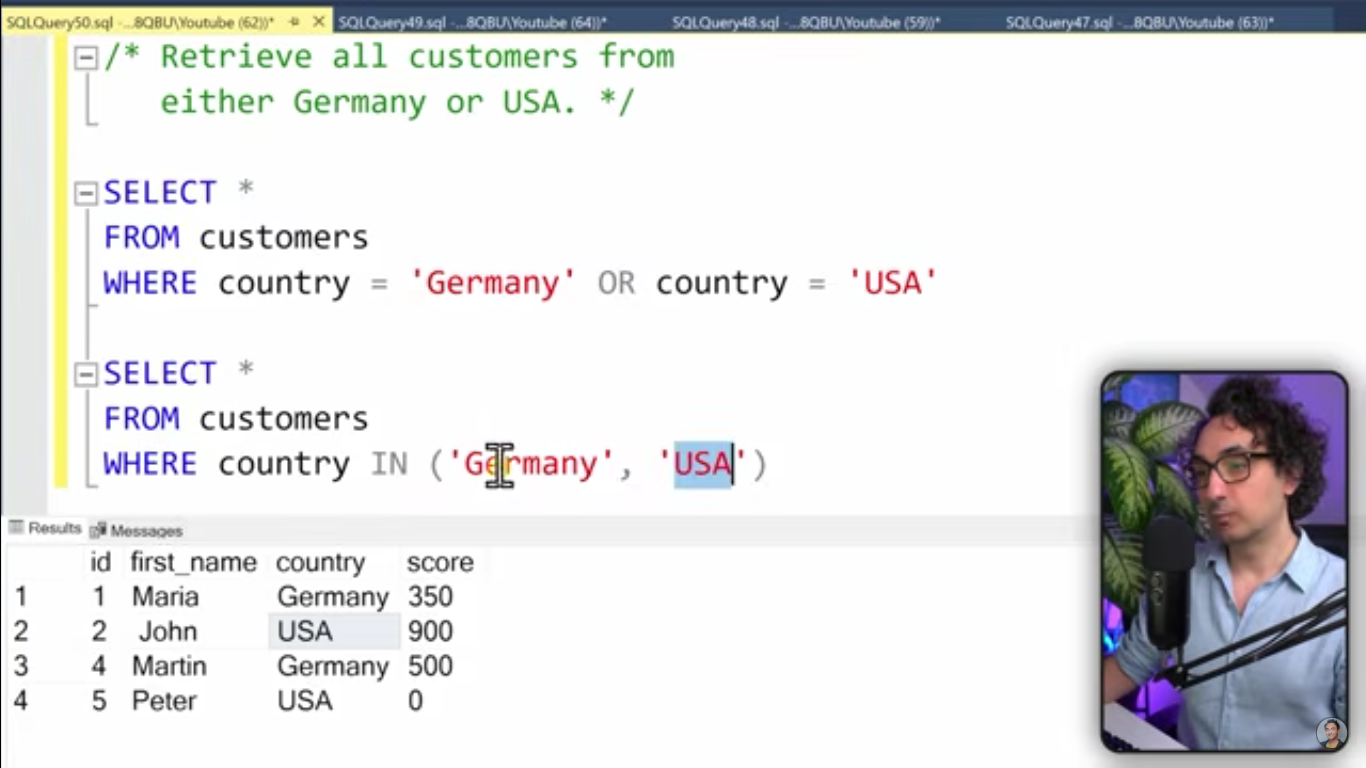 SQLQuery50.sql -...8QBU\Youtube (62))* SQLQuery49.sql -...8QBU\Youtube (64))* SQLQuery48.sql -...8QBU\Youtube (59))* SQLQuery47.sql -...8QBU\Youtube (63))*
/* Retrieve all customers from
either Germany or USA. */
SELECT *
FROM customers
WHERE country = 'Germany' OR country = 'USA'
SELECT *
FROM customers
WHERE country IN ('Germany', 'USA')
Results Messages
id first_name country score
1 1 Maria Germany 350
2 2 John USA 900
3 4 Martin Germany 500
4 5 Peter USA 0